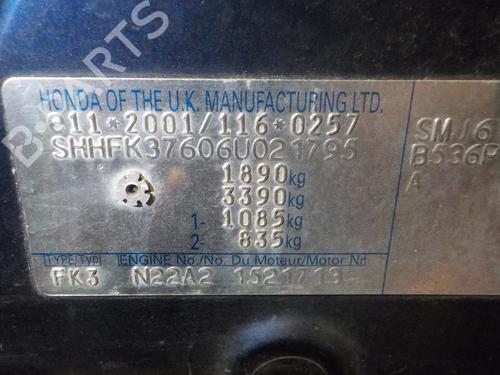 HONDA OF THE U.K. MANUFACTURING LTD.
e11*2001/116*0257
SHHFK37606U021795
1890kg
3390kg
1- 1085kg
2- 835kg
SMJ6
B536P
A
TYPE/Typ ENGINE No./No. Du Moteur/Motor Nr
FK3 N22A2 1521713
PARTS